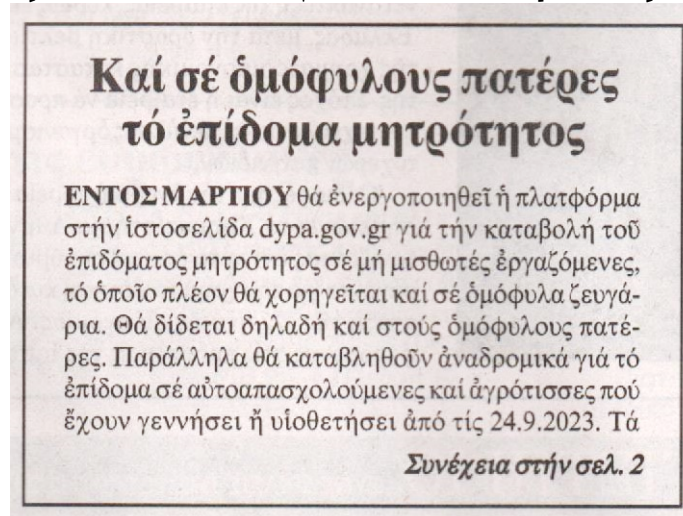 Καί σέ ὁμόφυλους πατέρες
τό ἐπίδομα μητρότητος
ΕΝΤΟΣ ΜΑΡΤΙΟΥ θά ἐνεργοποιηθεῖ ἡ πλατφόρμα
στήν ἱστοσελίδα dypa.gov.gr γιά τήν καταβολή τοῦ
ἐπιδόματος μητρότητος σέ μή μισθωτές ἐργαζόμενες,
τό ὁποῖο πλέον θά χορηγεῖται καί σέ ὁμόφυλα ζευγά-
ρια. Θά δίδεται δηλαδή καί στούς ὁμόφυλους πατέ-
ρες. Παράλληλα θά καταβληθοῦν ἀναδρομικά γιά τό
ἐπίδομα σέ αὐτοαπασχολούμενες καί ἀγρότισσες πού
ἔχουν γεννήσει ἤ υἱοθετήσει ἀπό τίς 24.9.2023. Τά
Συνέχεια στήν σελ. 2